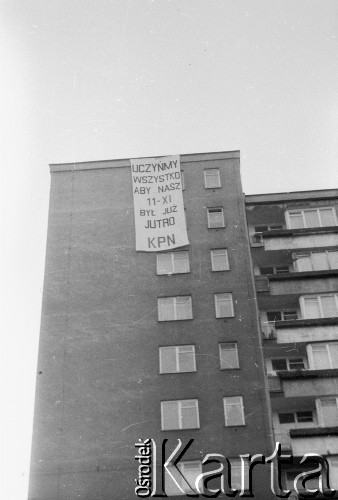 UCZYŃMY
WSZYSTKO
ABY NASZ
11-XI
BYŁ JUŻ
JUTRO
KPN
Ośrodek
Karta